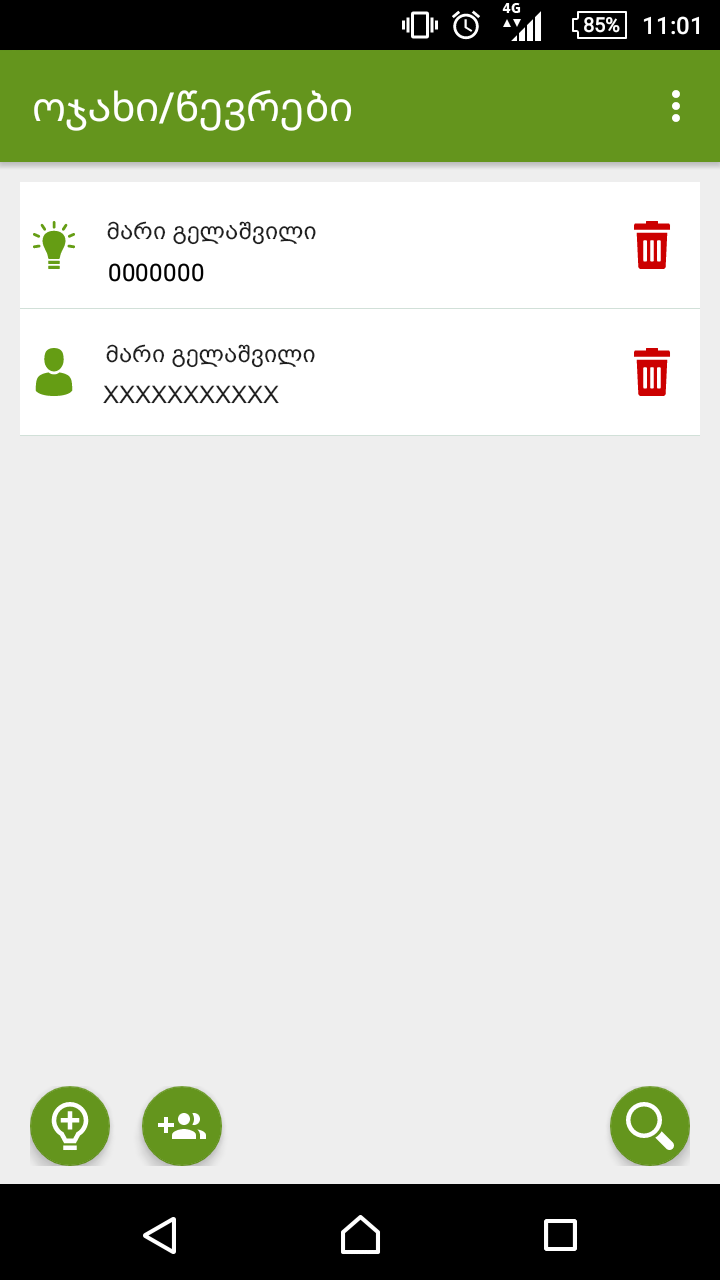 4G 85% 11:01
ოჯახი/წევრები
მარი გელაშვილი
0000000
მარი გელაშვილი
XXXXXXXXXXX